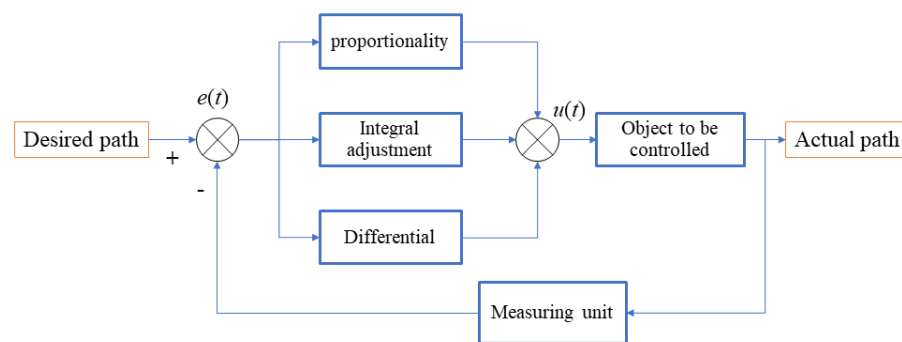 proportionality
e(t)
u(t)
Desired path
+
-
Integral
adjustment
Object to be
controlled
Actual path
Differential
Measuring unit